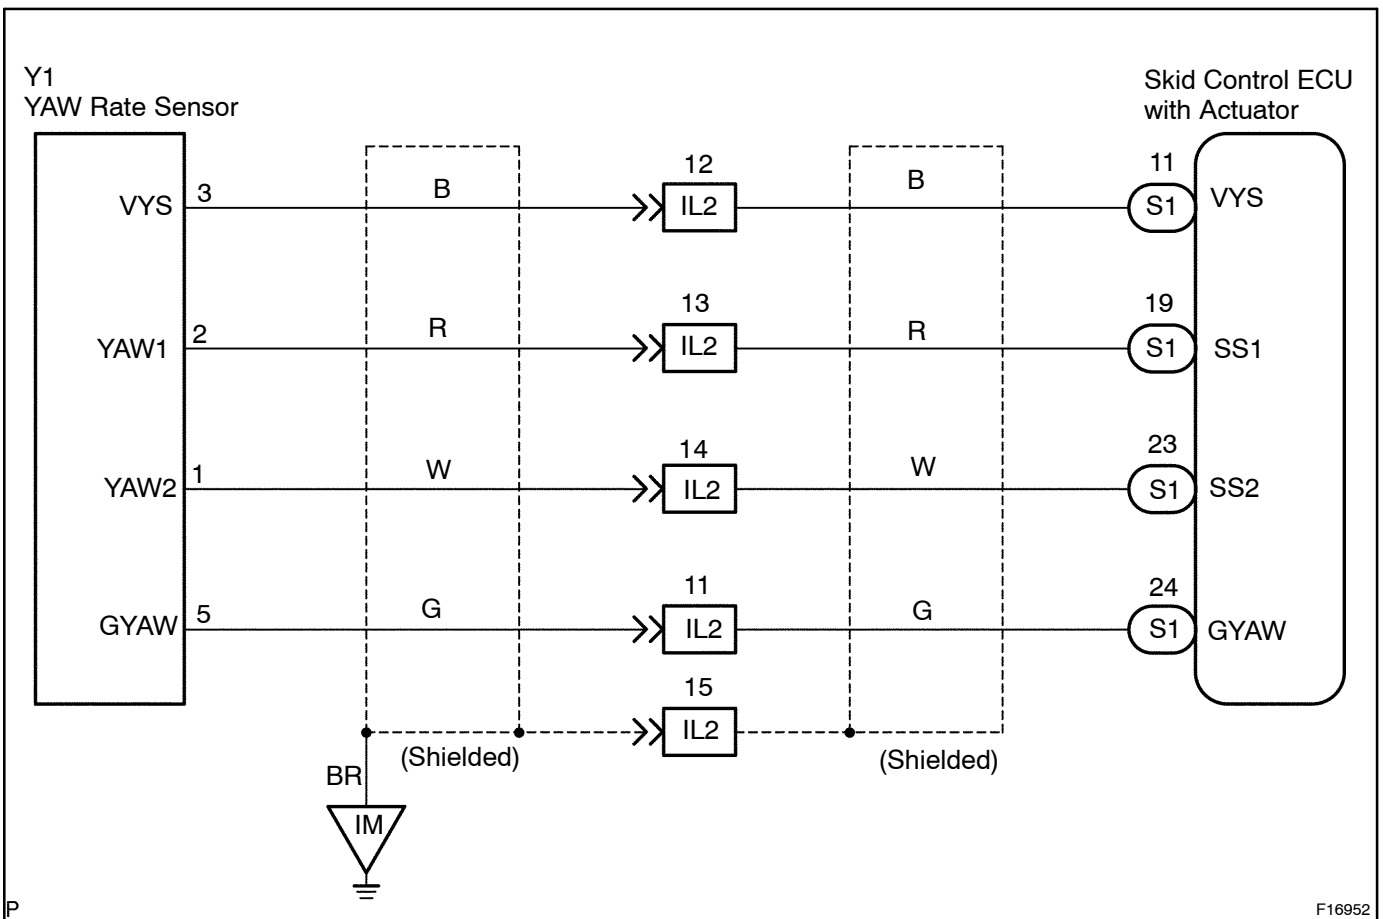 Y1
YAW Rate Sensor
Skid Control ECU
with Actuator
VYS 3 B 12 IL2 B 11 S1 VYS
YAW1 2 R 13 IL2 R 19 S1 SS1
YAW2 1 W 14 IL2 W 23 S1 SS2
GYAW 5 G 11 IL2 G 24 S1 GYAW
15
IL2
(Shielded)
(Shielded)
BR
IM
P
F16952